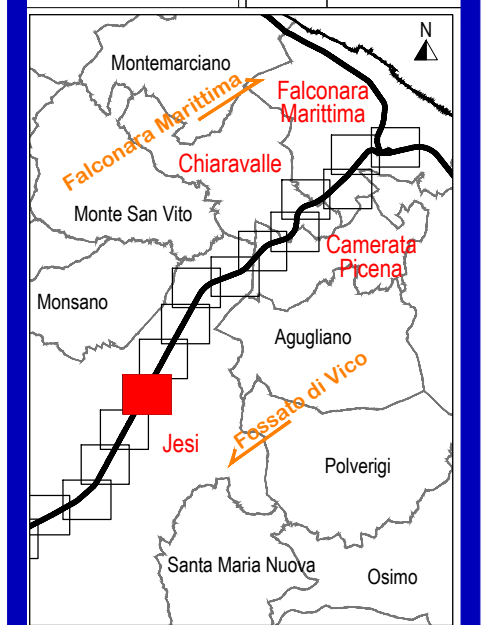 N
Montemarciano
Falconara
Marittima
Falconara Marittima
Chiaravalle
Monte San Vito
Camerata
Picena
Monsano
Agugliano
Fossato di Vico
Jesi
Polverigi
Santa Maria Nuova
Osimo